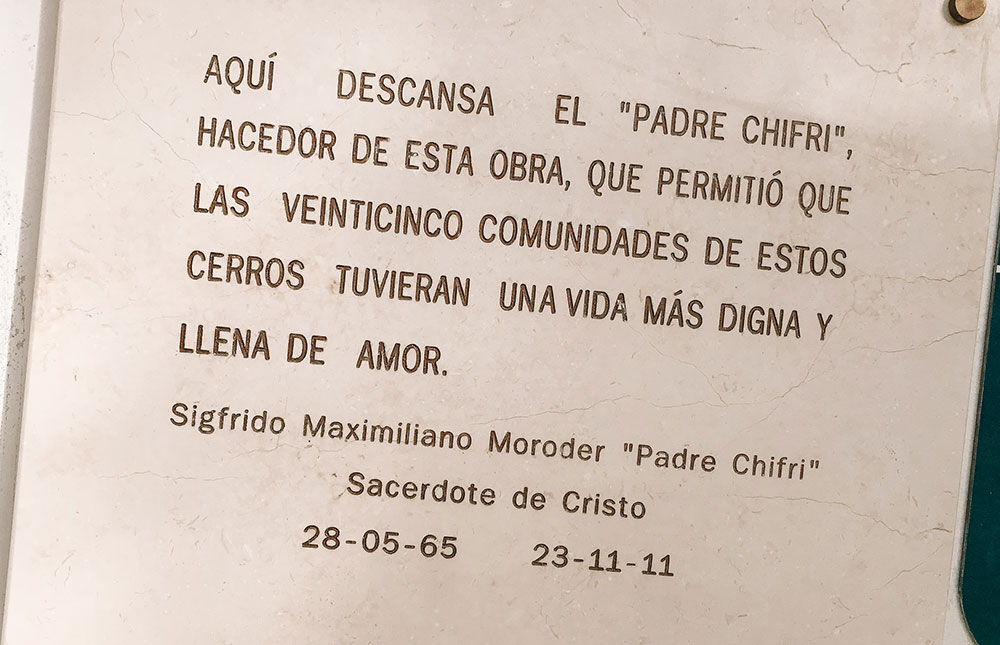 AQUÍ DESCANSA EL "PADRE CHIFRI",
HACEDOR DE ESTA OBRA, QUE PERMITIÓ QUE
LAS VEINTICINCO COMUNIDADES DE ESTOS
CERROS TUVIERAN UNA VIDA MÁS DIGNA Y
LLENA DE AMOR.
Sigfrido Maximiliano Moroder "Padre Chifri"
Sacerdote de Cristo
28-05-65 23-11-11